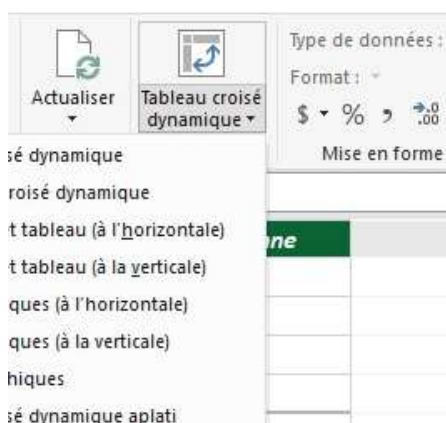 Actualiser
Tableau croisé
dynamique
Type de données :
Format :
$ % , .00
Mise en forme
sé dynamique
roisé dynamique
t tableau (à l'horizontale)
t tableau (à la verticale)
ques (à l'horizontale)
ques (à la verticale)
hiques
sé dynamique aplati
ne